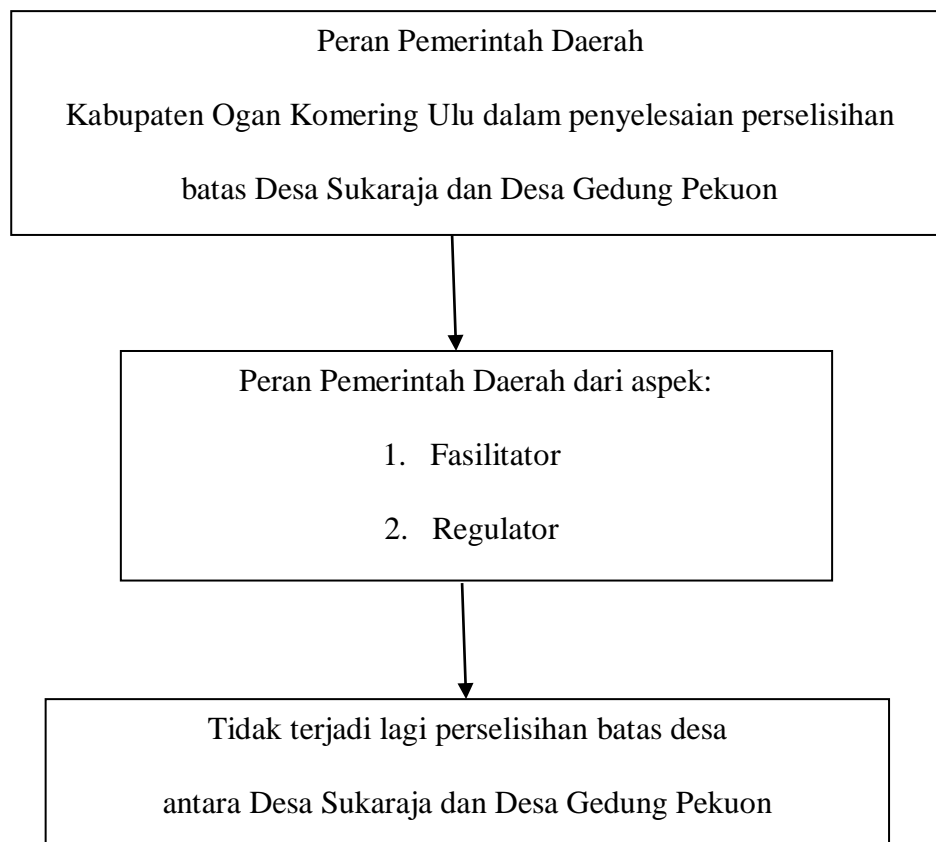 Peran Pemerintah Daerah
Kabupaten Ogan Komering Ulu dalam penyelesaian perselisihan
batas Desa Sukaraja dan Desa Gedung Pekuon
Peran Pemerintah Daerah dari aspek:
1. Fasilitator
2. Regulator
Tidak terjadi lagi perselisihan batas desa
antara Desa Sukaraja dan Desa Gedung Pekuon